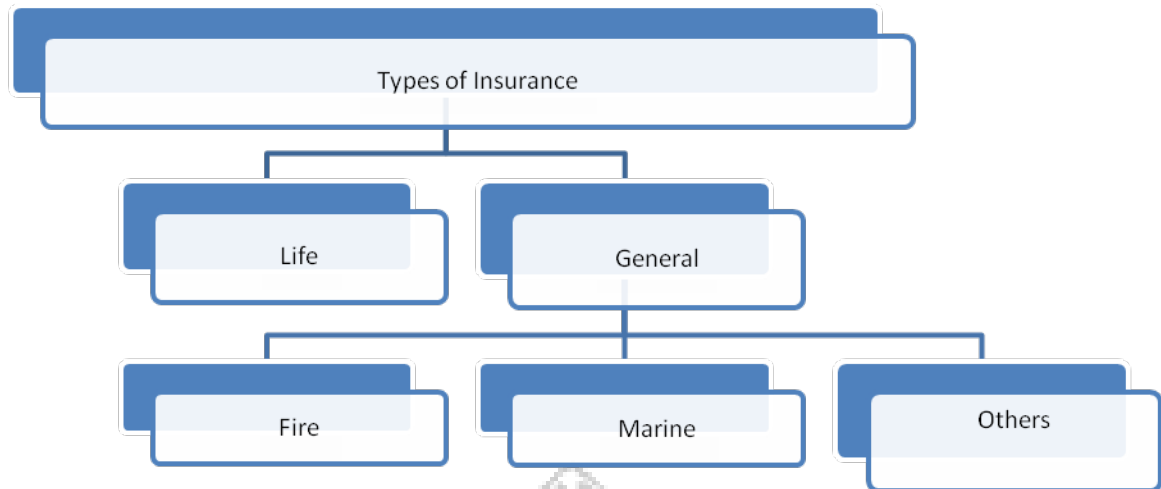 Types of Insurance
Life
General
Fire
Marine
Others